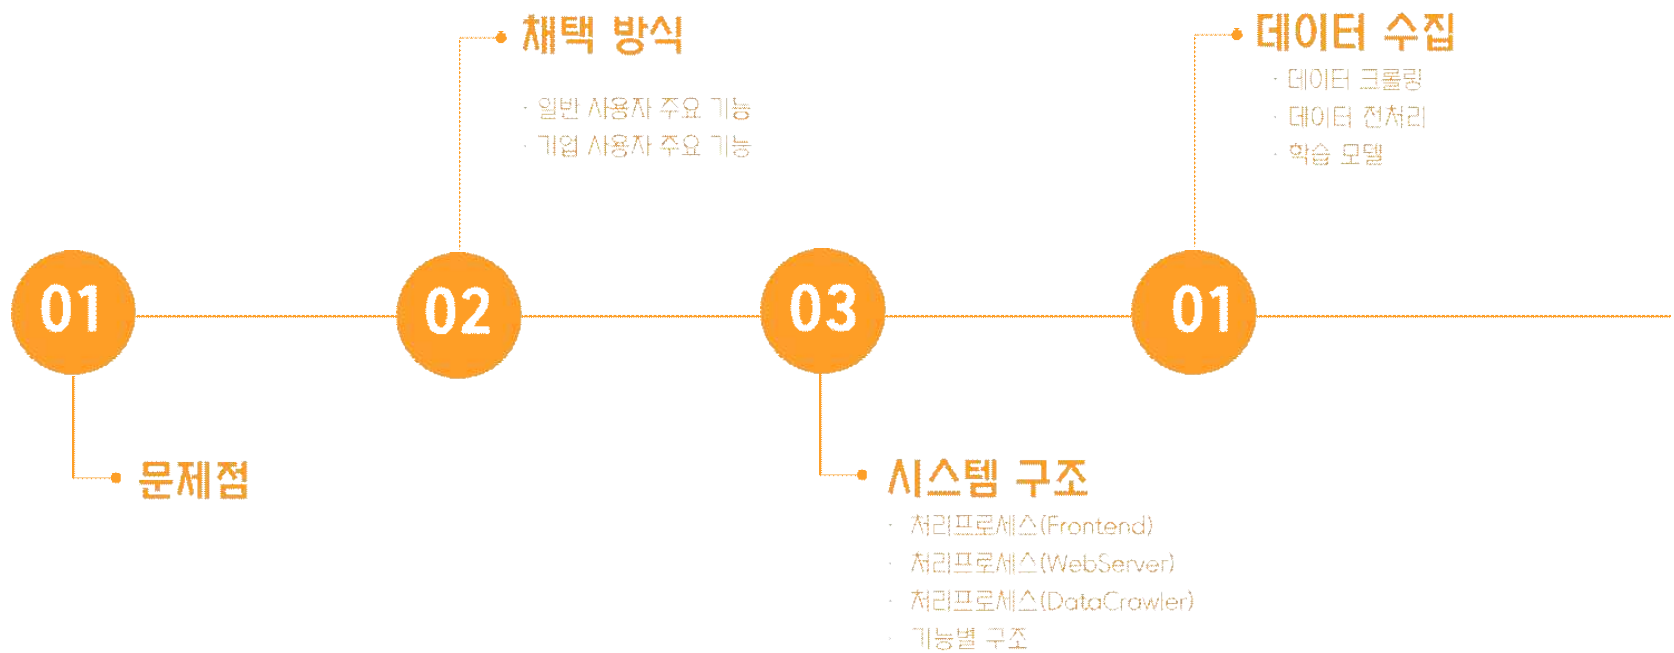 01
문제점
02
채택 방식
· 일반 사용자 주요 기능
· 기업 사용자 주요 기능
03
시스템 구조
· 처리프로세스(Frontend)
· 처리프로세스(WebServer)
· 처리프로세스(DataCrawler)
· 기능별 구조
01
데이터 수집
· 데이터 크롤링
· 데이터 전처리
· 학습 모델